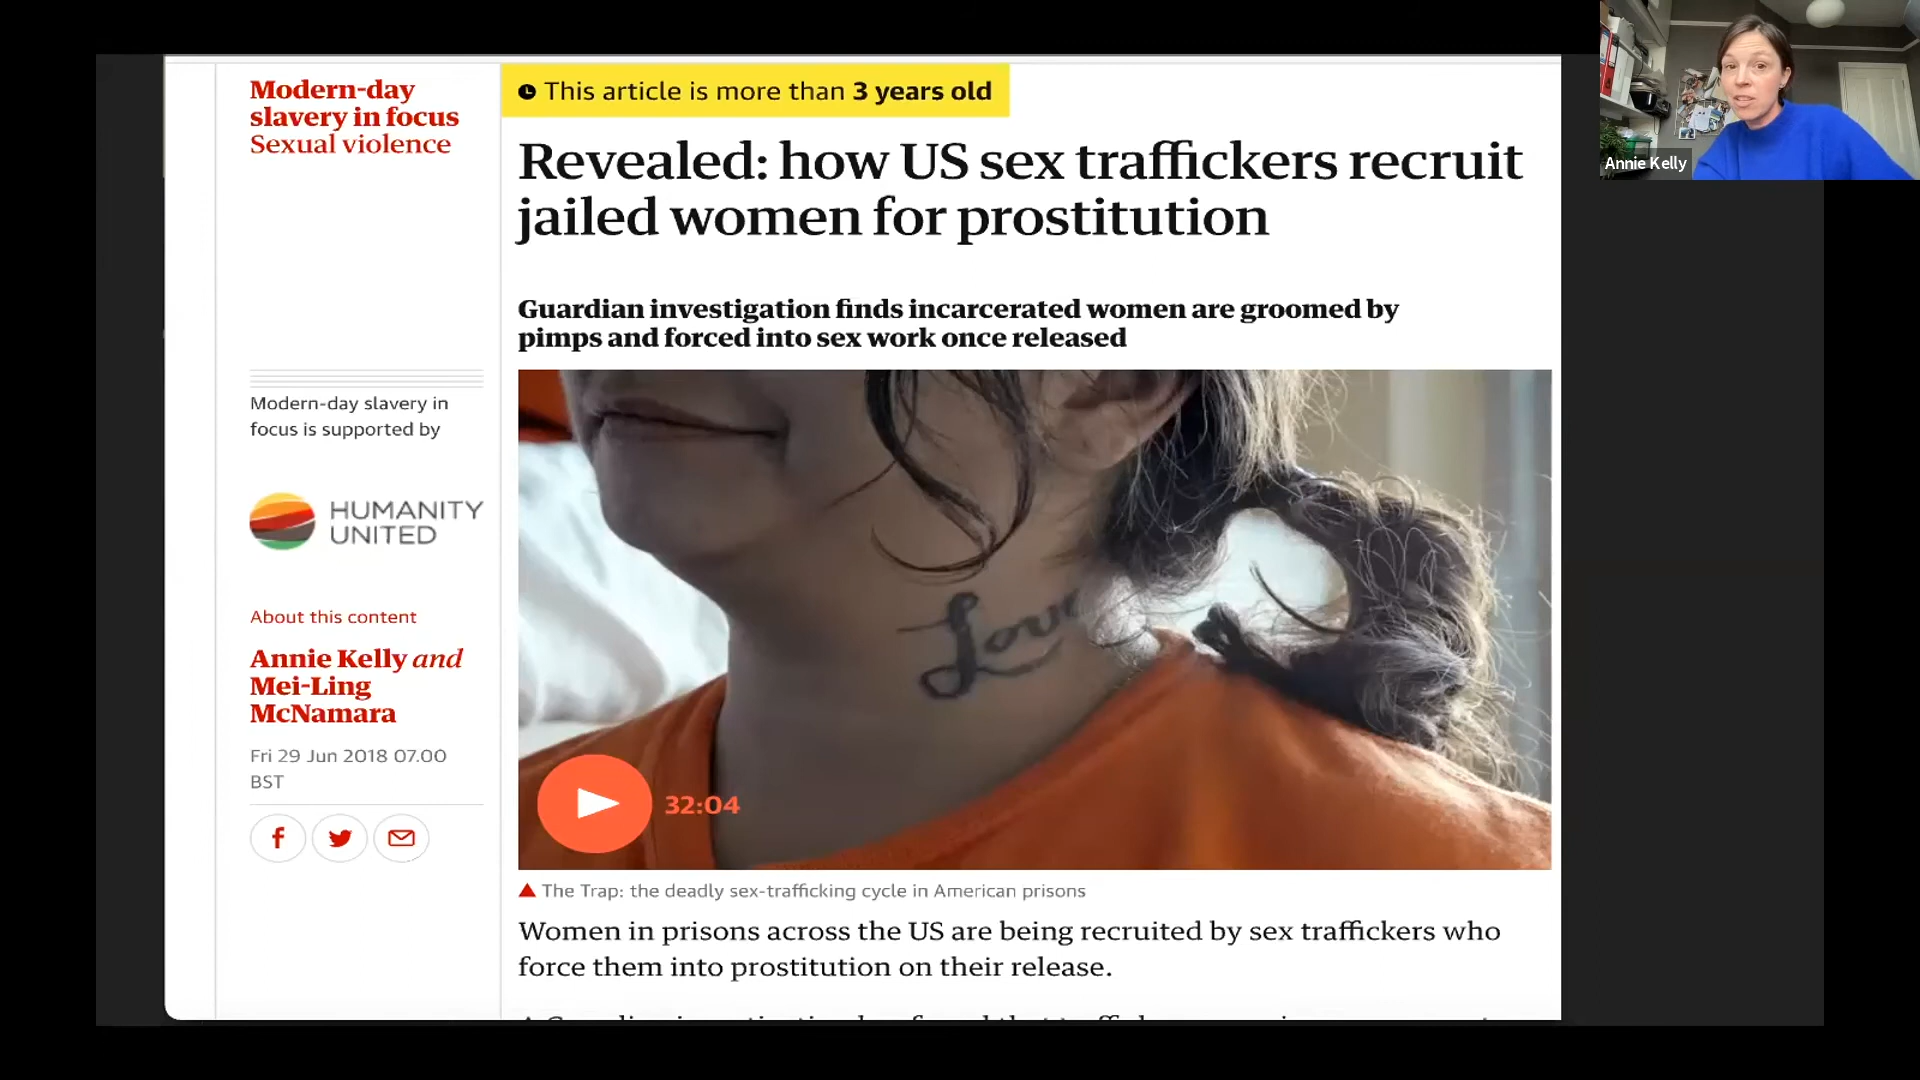 Modern-day
slavery in focus
Sexual violence
This article is more than 3 years old
Revealed: how US sex traffickers recruit
jailed women for prostitution
Guardian investigation finds incarcerated women are groomed by
pimps and forced into sex work once released
Modern-day slavery in
focus is supported by
HUMANITY
UNITED
About this content
Annie Kelly and
Mei-Ling
McNamara
Fri 29 Jun 2018 07.00
BST
Love
32:04
The Trap: the deadly sex-trafficking cycle in American prisons
Women in prisons across the US are being recruited by sex traffickers who
force them into prostitution on their release.
Annie Kelly